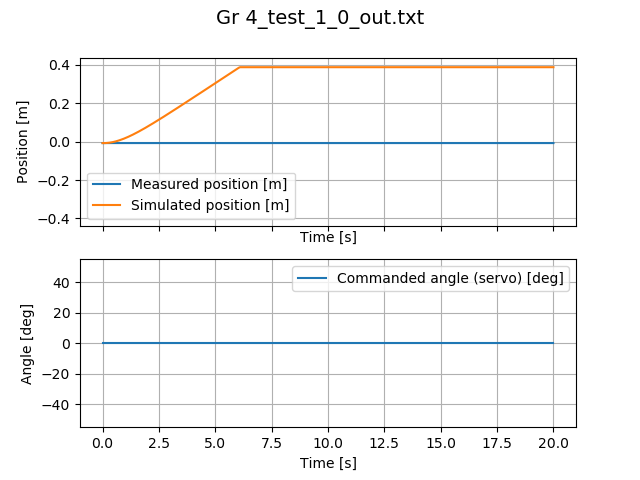 Gr 4_test_1_0_out.txt
0.4
0.2
0.0
−0.2
−0.4
Position [m]
Measured position [m]
Simulated position [m]
Time [s]
40
20
0
−20
−40
Angle [deg]
Commanded angle (servo) [deg]
0.0 2.5 5.0 7.5 10.0 12.5 15.0 17.5 20.0
Time [s]